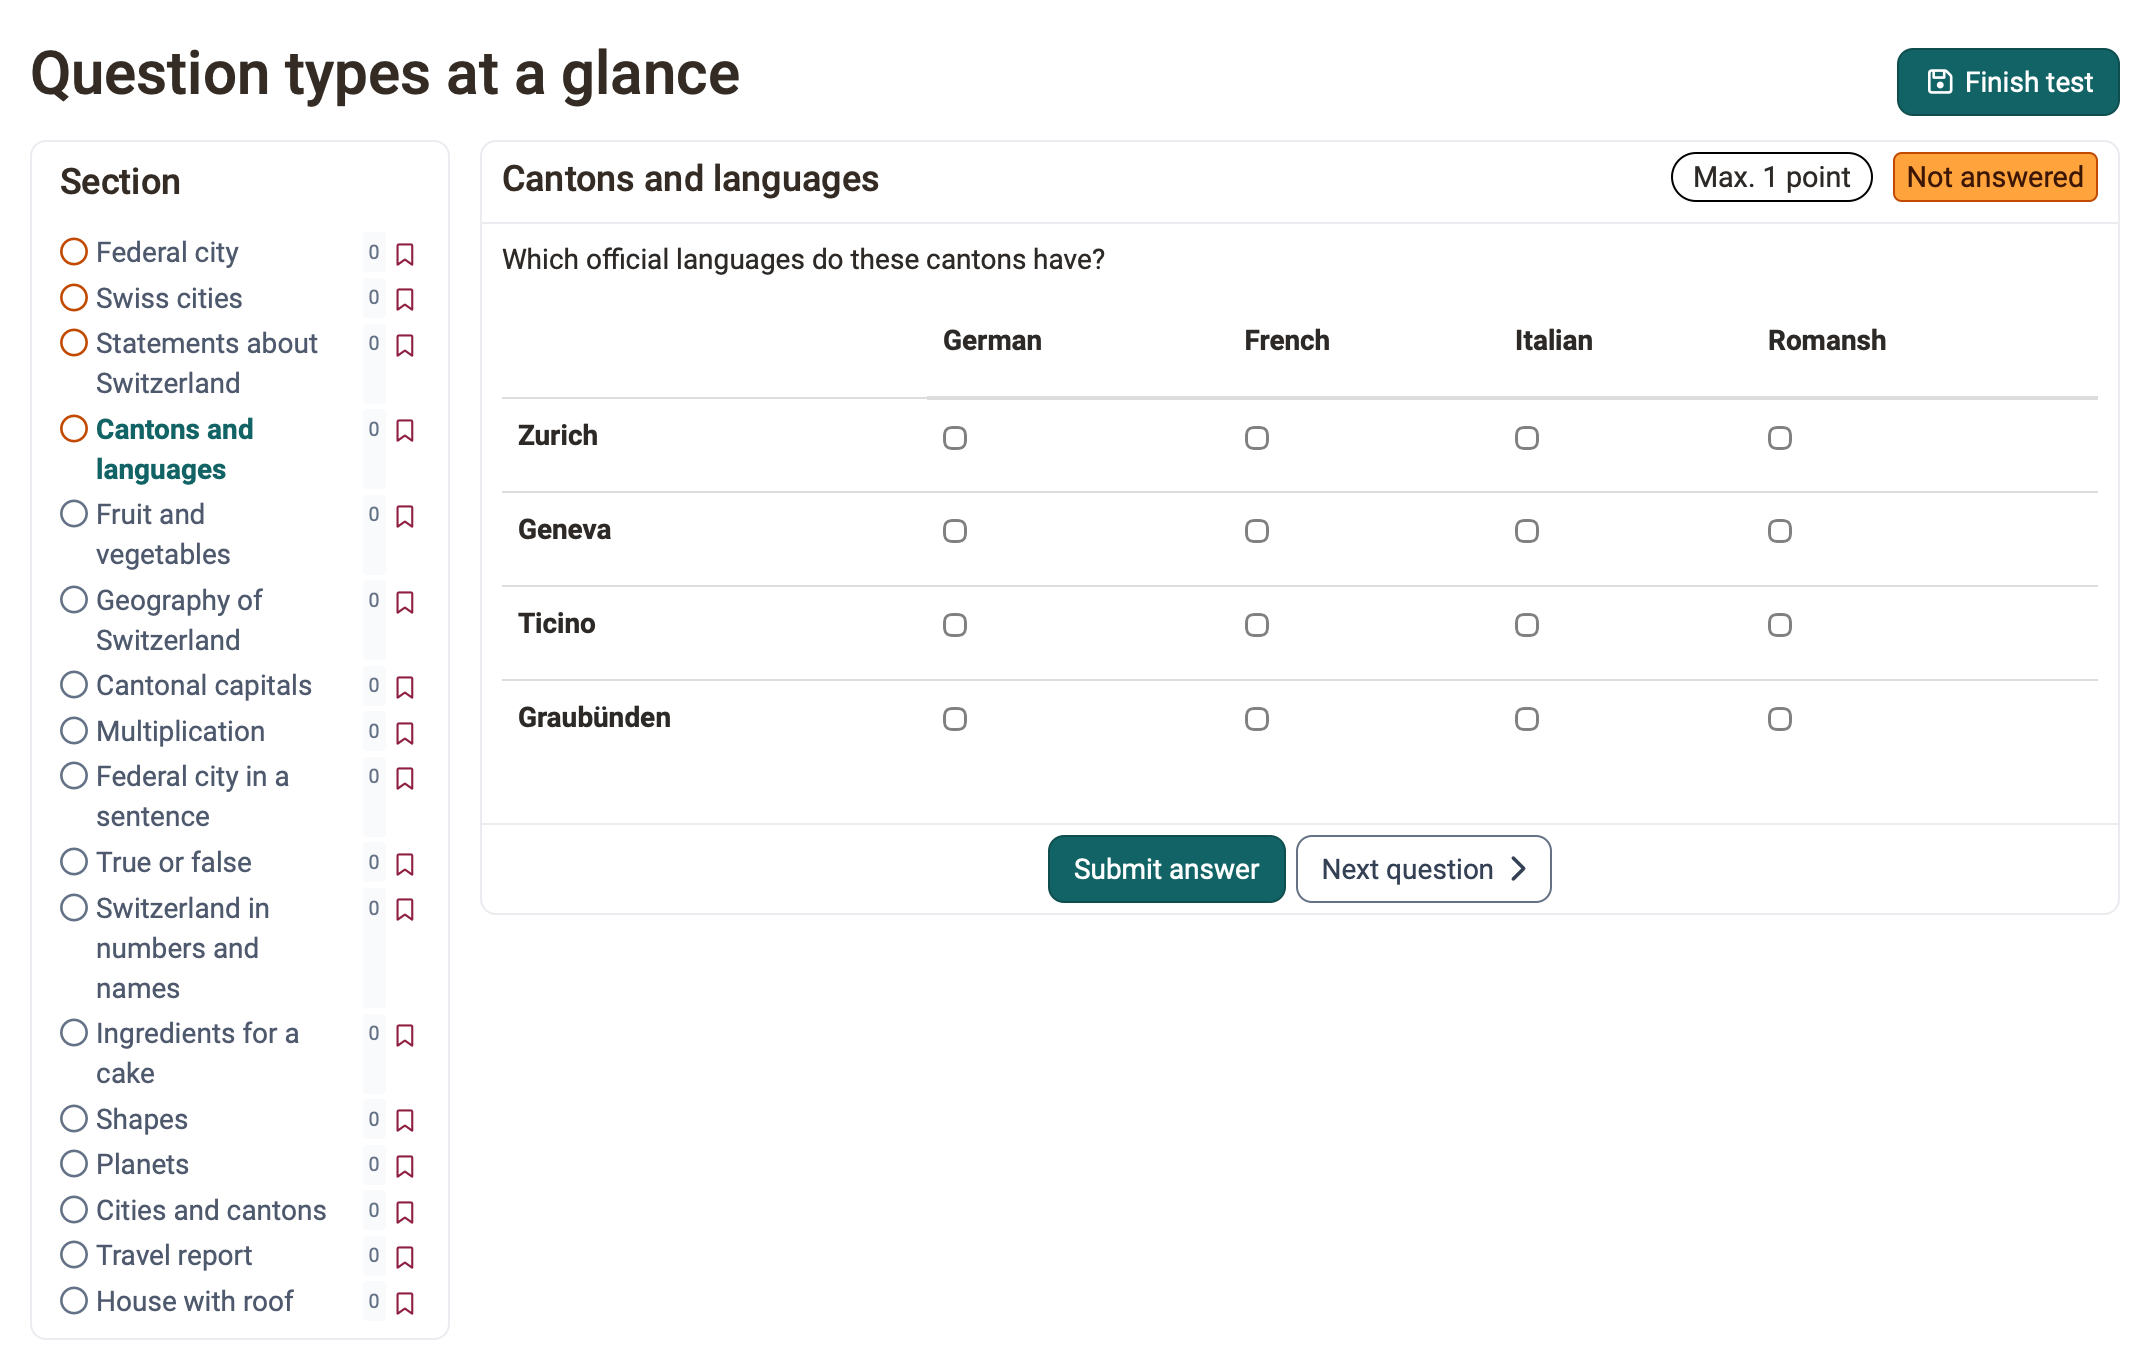 Question types at a glance
Finish test
Section
Federal city 0
Swiss cities 0
Statements about 0
Switzerland
Cantons and 0
languages
Fruit and 0
vegetables
Geography of 0
Switzerland
Cantonal capitals 0
Multiplication 0
Federal city in a 0
sentence
True or false 0
Switzerland in 0
numbers and
names
Ingredients for a 0
cake
Shapes 0
Planets 0
Cities and cantons 0
Travel report 0
House with roof 0
Cantons and languages
Max. 1 point
Not answered
Which official languages do these cantons have?
German French Italian Romansh
Zurich
Geneva
Ticino
Graubünden
Submit answer
Next question